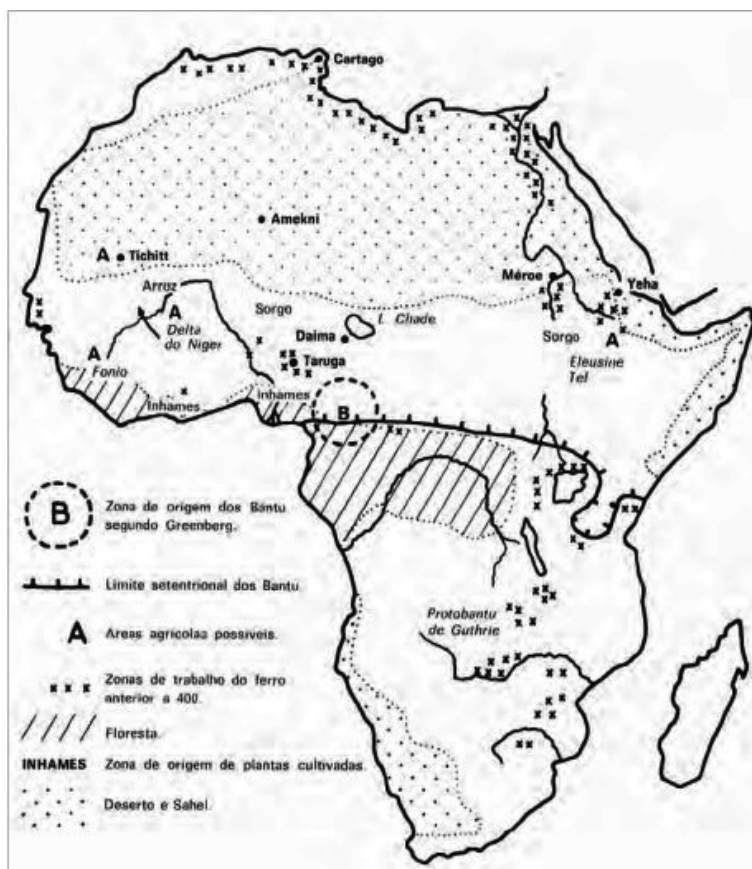 Cartago
Amekni
A Tichitt
Méroe
Yeha
Arroz
A
Delta
do Niger
Sorgo
l. Chade
Daima
Sorgo
A
Eleusine
Tel
A
Fonio
Taruga
Inhames
Inhames
B
B
Zona de origem dos Bantu
segundo Greenberg.
Limite setentrional dos Bantu.
Protobantu
de Guthrie
A
Áreas agrícolas possíveis.
x x x
Zonas de trabalho do ferro
anterior a 400.
Floresta.
INHAMES Zona de origem de plantas cultivadas.
Deserto e Sahel.